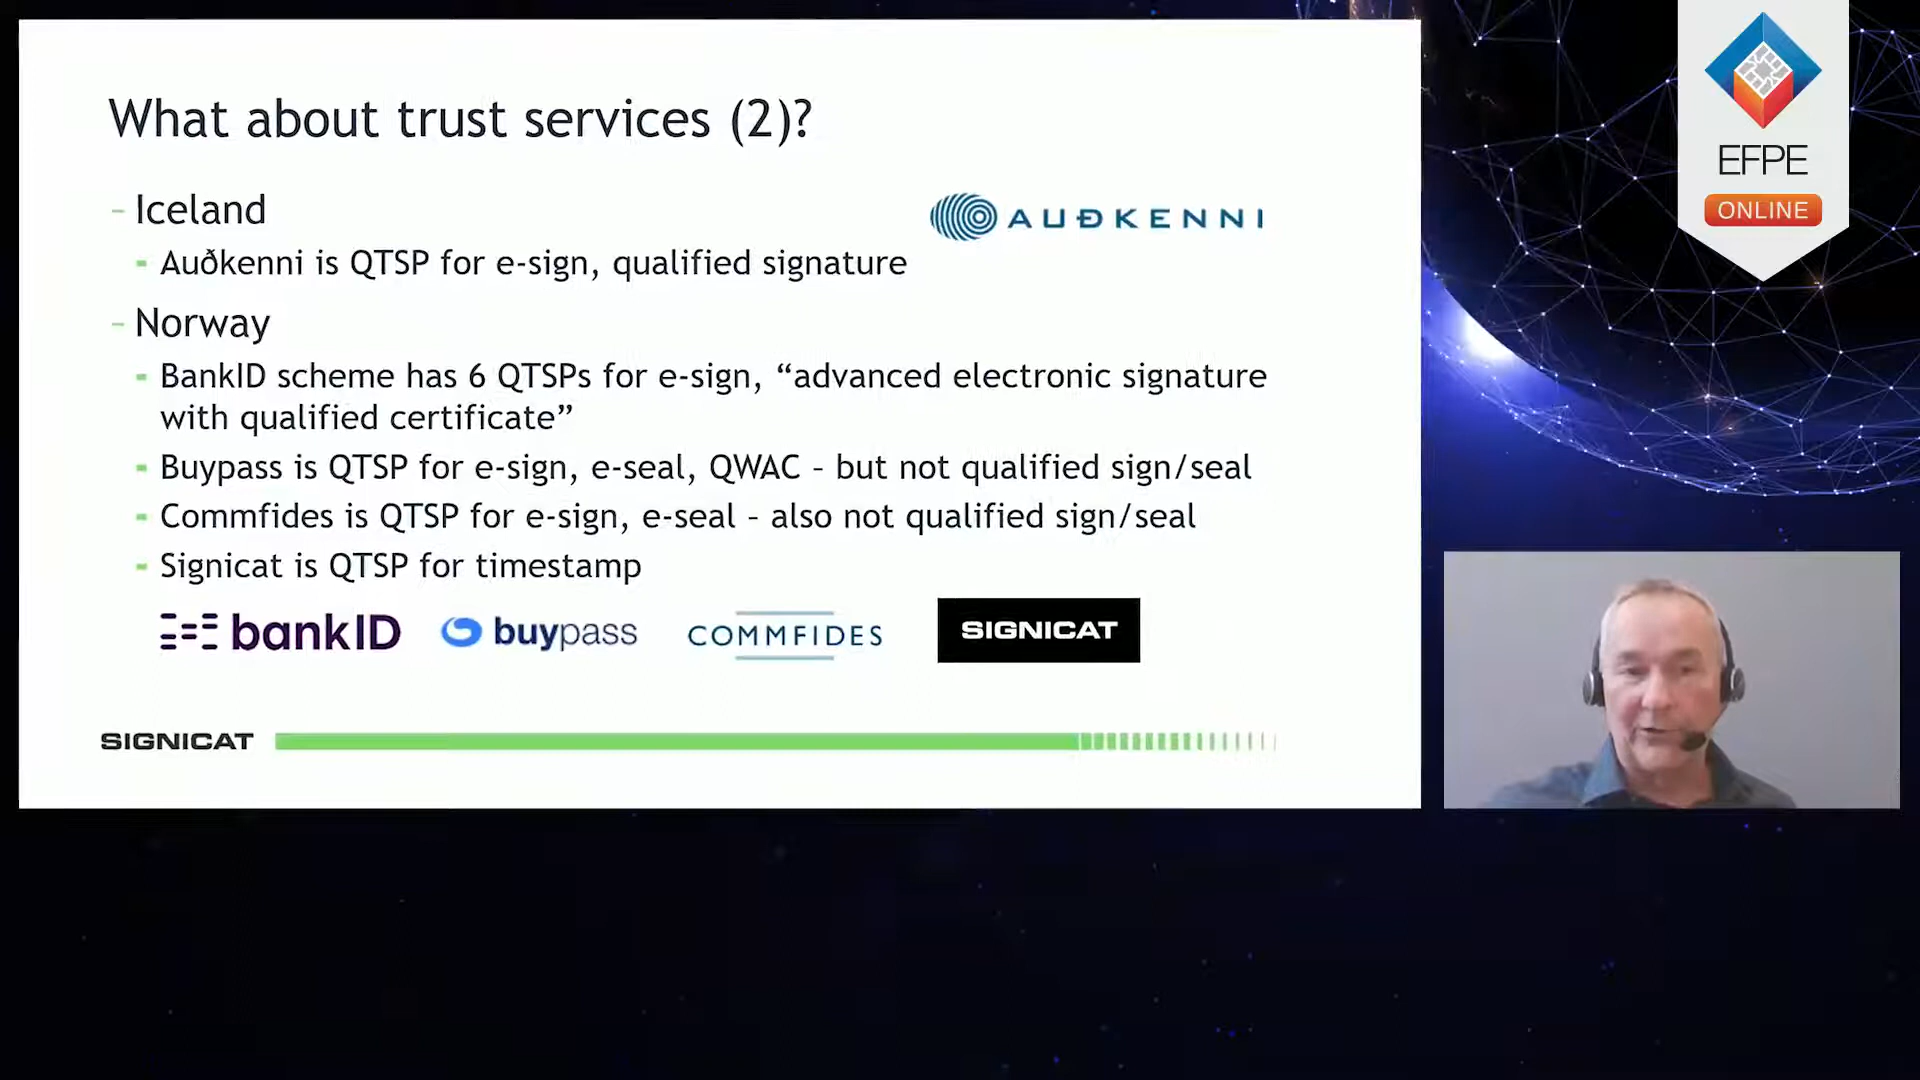 What about trust services (2)?
– Iceland
AUÐKENNI
- Auðkenni is QTSP for e-sign, qualified signature
– Norway
- BankID scheme has 6 QTSPs for e-sign, “advanced electronic signature
with qualified certificate”
- Buypass is QTSP for e-sign, e-seal, QWAC – but not qualified sign/seal
- Commfides is QTSP for e-sign, e-seal – also not qualified sign/seal
- Signicat is QTSP for timestamp
bankID
buypass
COMMFIDES
SIGNICAT
SIGNICAT
EFPE
ONLINE